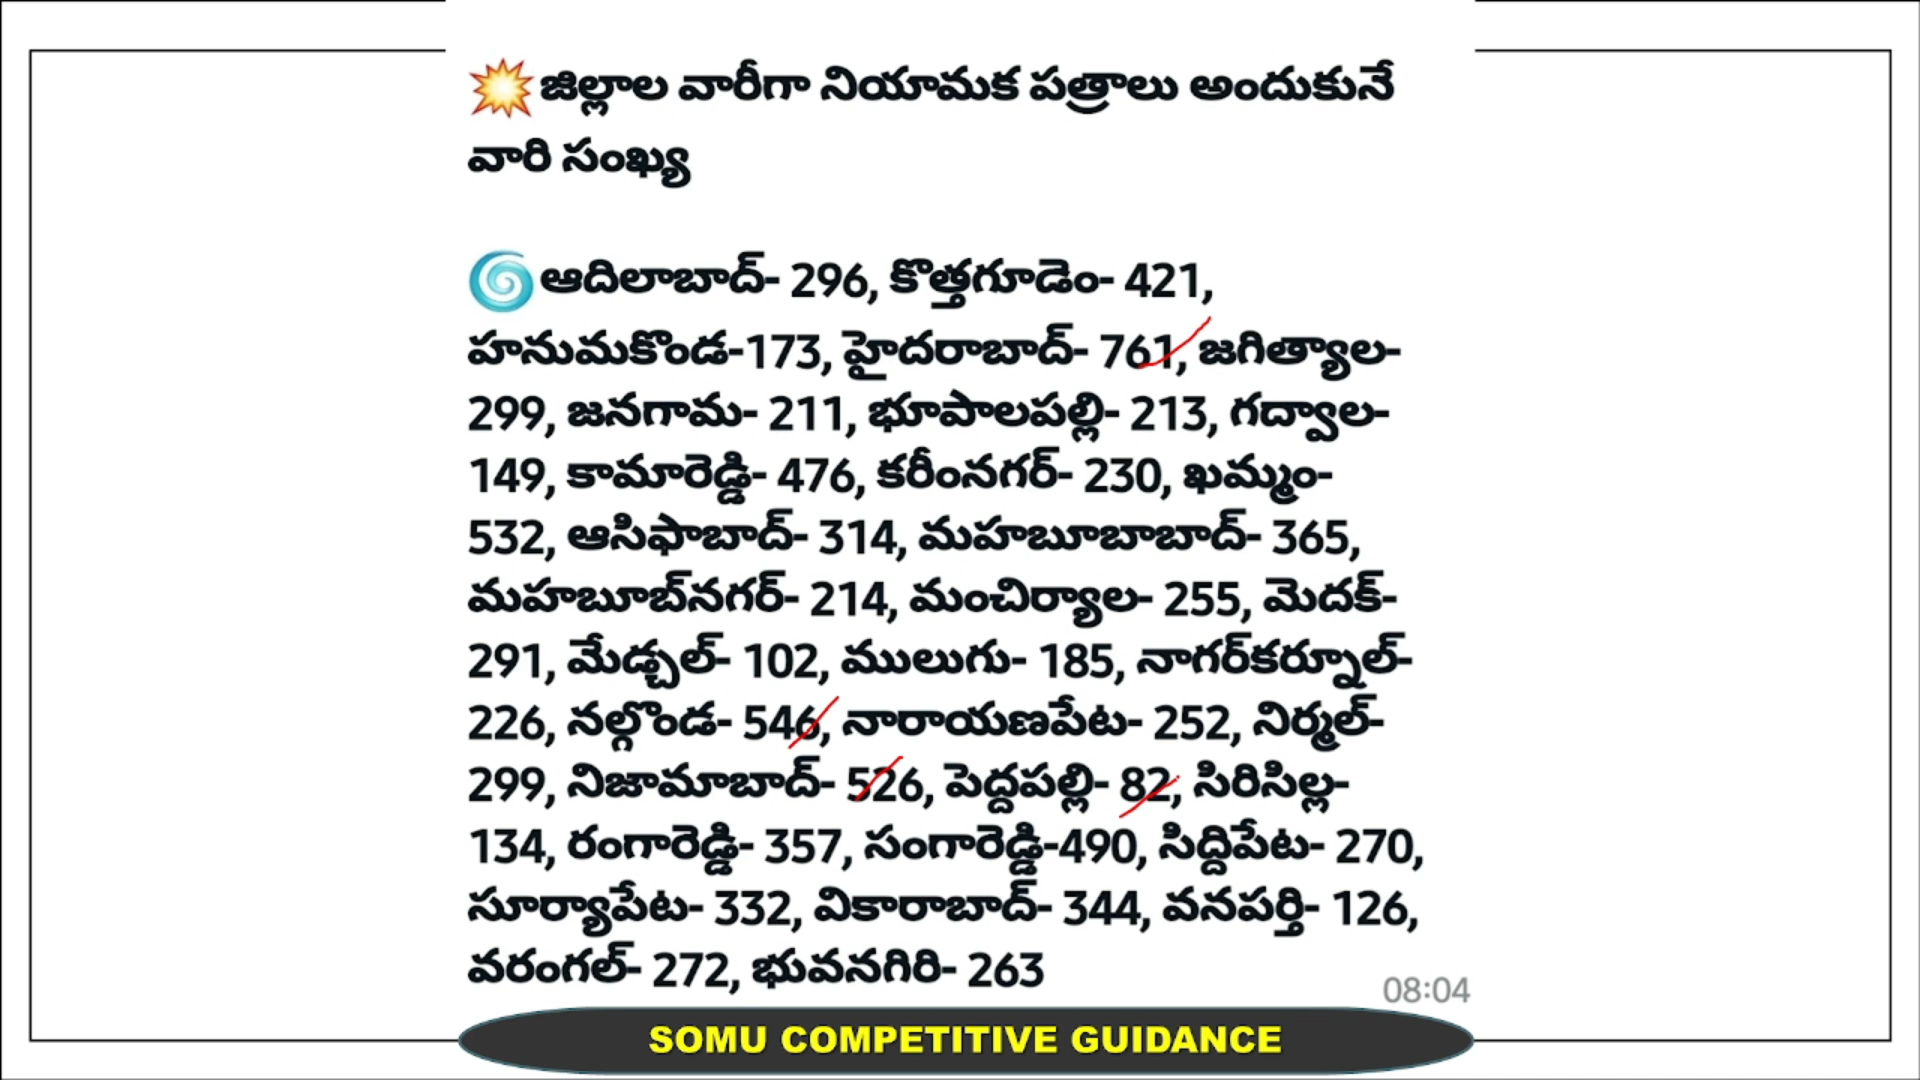 💥జిల్లాల వారీగా నియామక పత్రాలు అందుకునే
వారి సంఖ్య
🌀ఆదిలాబాద్- 296, కొత్తగూడెం- 421,
హనుమకొండ-173, హైదరాబాద్- 761, జగిత్యాల-
299, జనగామ- 211, భూపాలపల్లి- 213, గద్వాల-
149, కామారెడ్డి- 476, కరీంనగర్- 230, ఖమ్మం-
532, ఆసిఫాబాద్- 314, మహబూబాబాద్- 365,
మహబూబ్‌నగర్- 214, మంచిర్యాల- 255, మెదక్-
291, మేడ్చల్- 102, ములుగు- 185, నాగర్‌కర్నూల్-
226, నల్గొండ- 546, నారాయణపేట- 252, నిర్మల్-
299, నిజామాబాద్- 526, పెద్దపల్లి- 82, సిరిసిల్ల-
134, రంగారెడ్డి- 357, సంగారెడ్డి-490, సిద్దిపేట- 270,
సూర్యాపేట- 332, వికారాబాద్- 344, వనపర్తి- 126,
వరంగల్- 272, భువనగిరి- 263
08:04
SOMU COMPETITIVE GUIDANCE